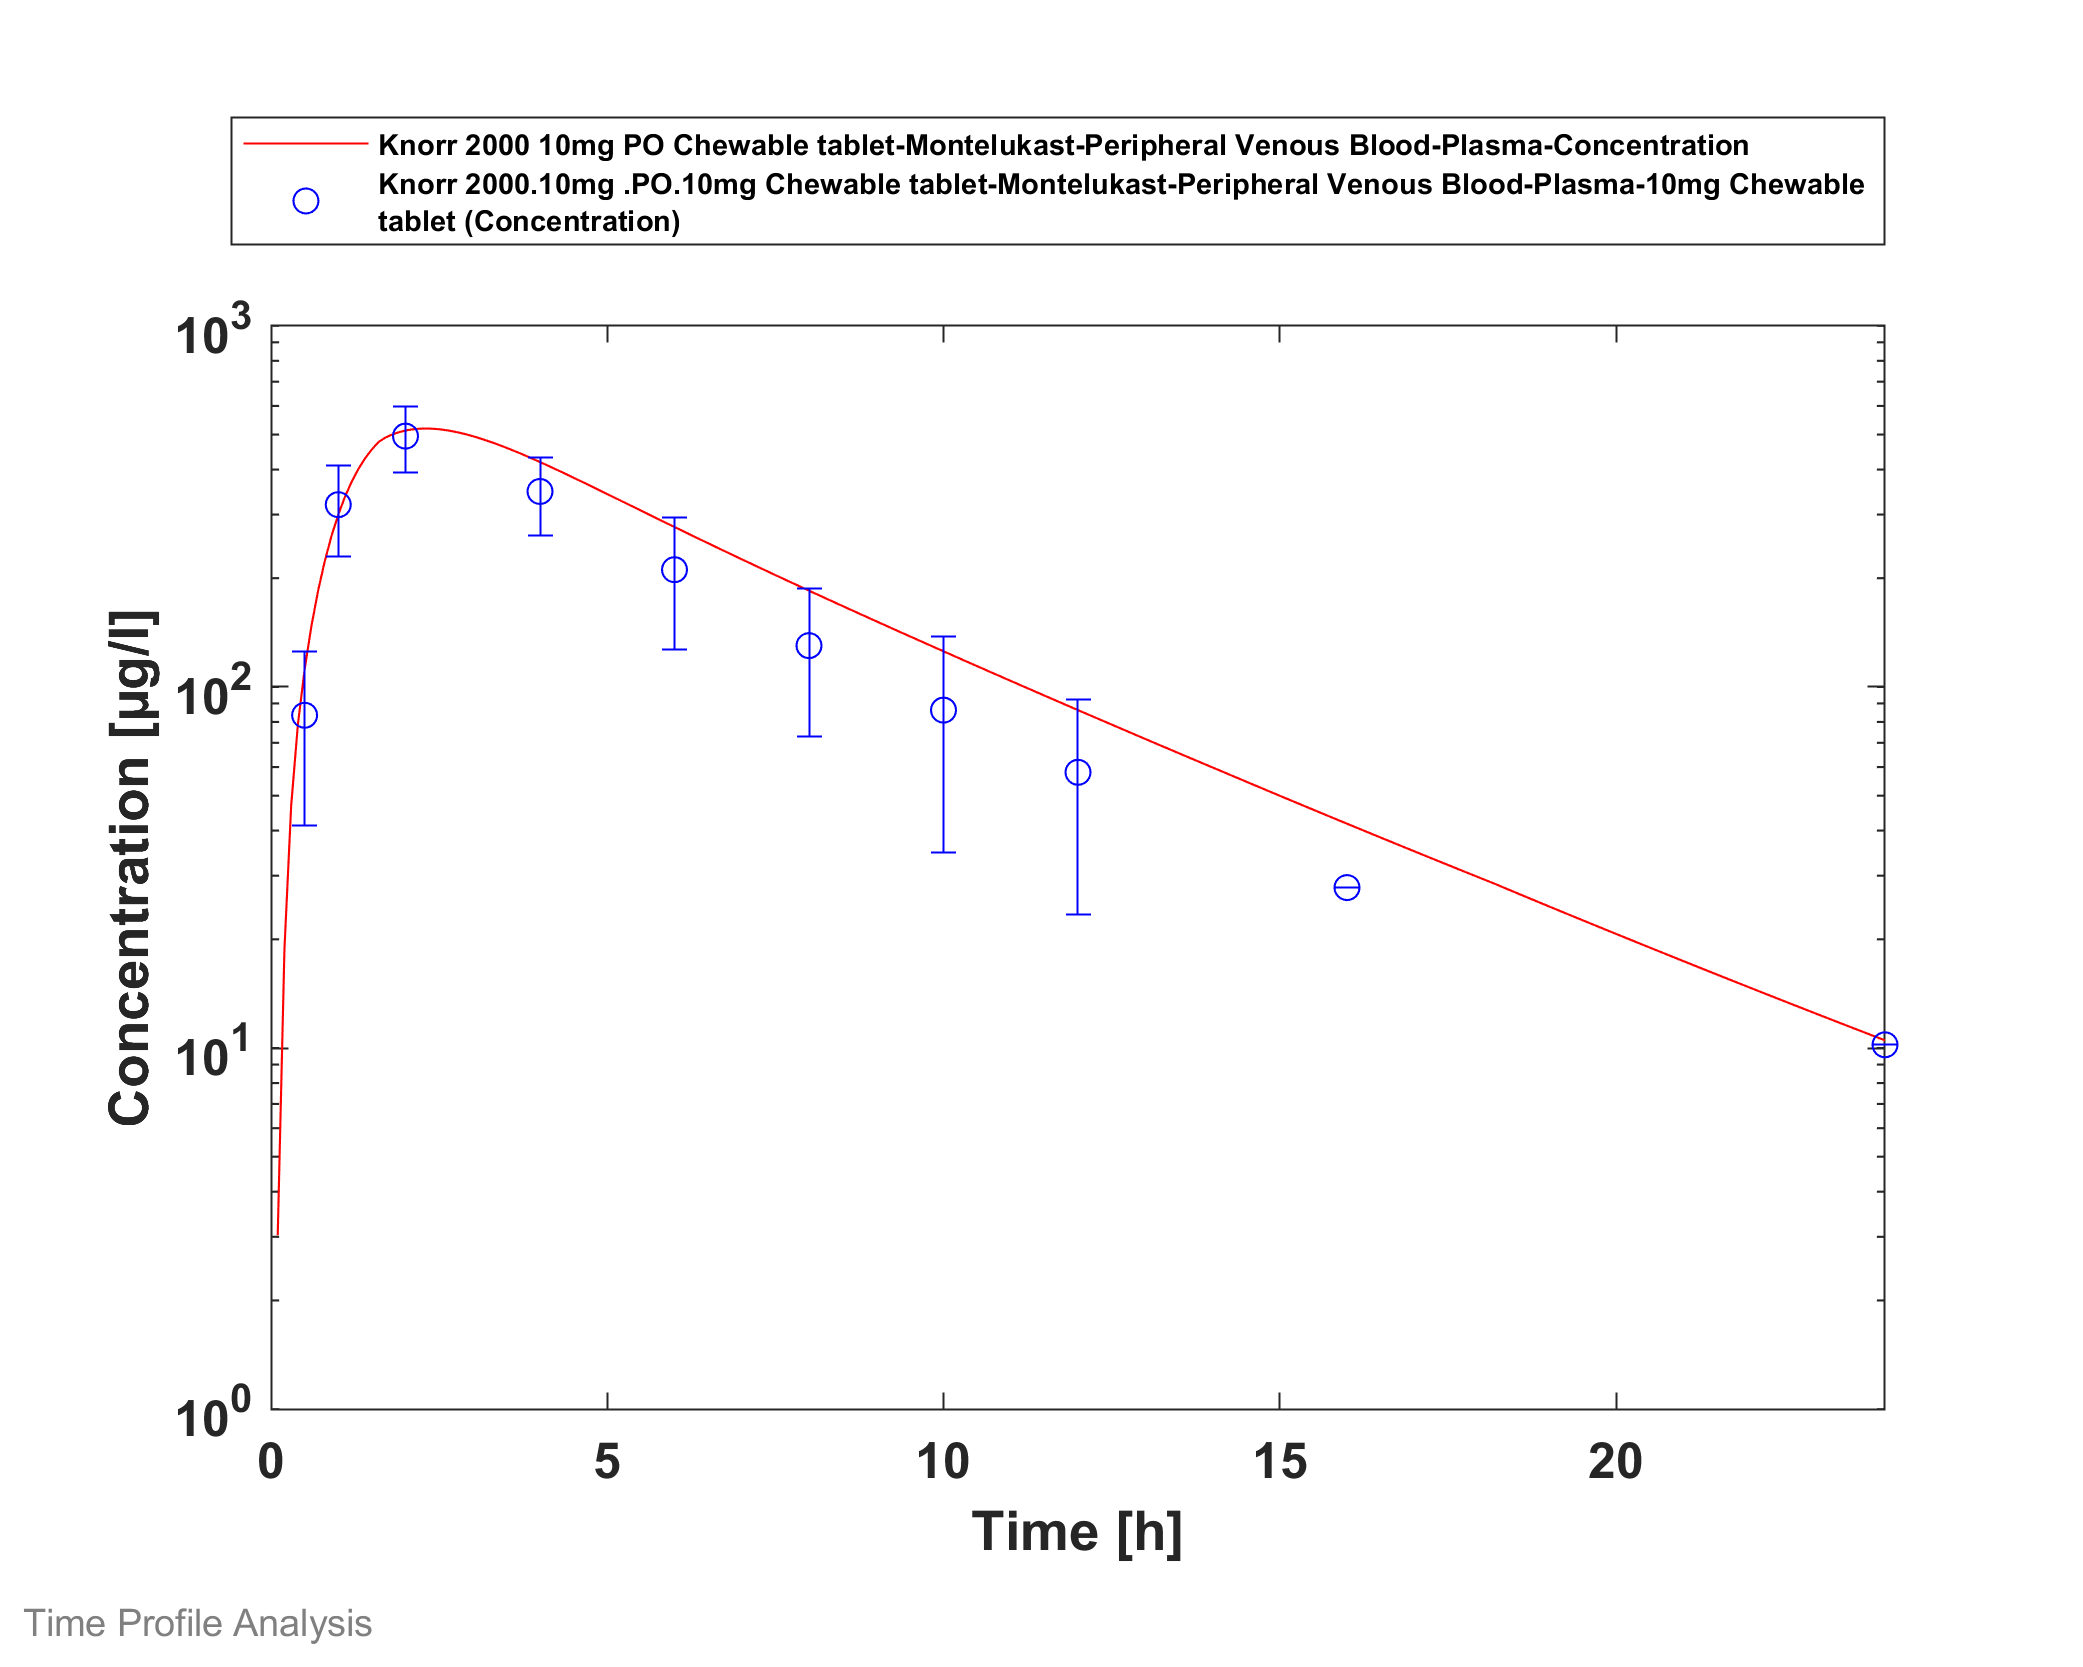 Knorr 2000 10mg PO Chewable tablet-Montelukast-Peripheral Venous Blood-Plasma-Concentration
Knorr 2000.10mg .PO.10mg Chewable tablet-Montelukast-Peripheral Venous Blood-Plasma-10mg Chewable
tablet (Concentration)
10³
10²
10¹
10⁰
Concentration [µg/l]
0 5 10 15 20
Time [h]
Time Profile Analysis